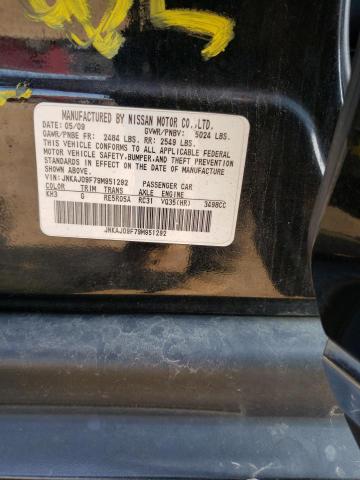 MANUFACTURED BY NISSAN MOTOR CO.,LTD.
DATE: 05/09 GVWR/PNBV: 5024 LBS.
GAWR/PNBE FR: 2484 LBS. RR: 2549 LBS.
THIS VEHICLE CONFORMS TO ALL APPLICABLE FEDERAL
MOTOR VEHICLE SAFETY, BUMPER, AND THEFT PREVENTION
STANDARDS IN EFFECT ON THE DATE OF MANUFACTURE
SHOWN ABOVE.
VIN: JNKAJ09F79M951292 PASSENGER CAR
COLOR TRIM TRANS AXLE ENGINE
KH3 G RE5R05A RC31 VQ35(HR) 3498CC
JNKAJ09F79M951292